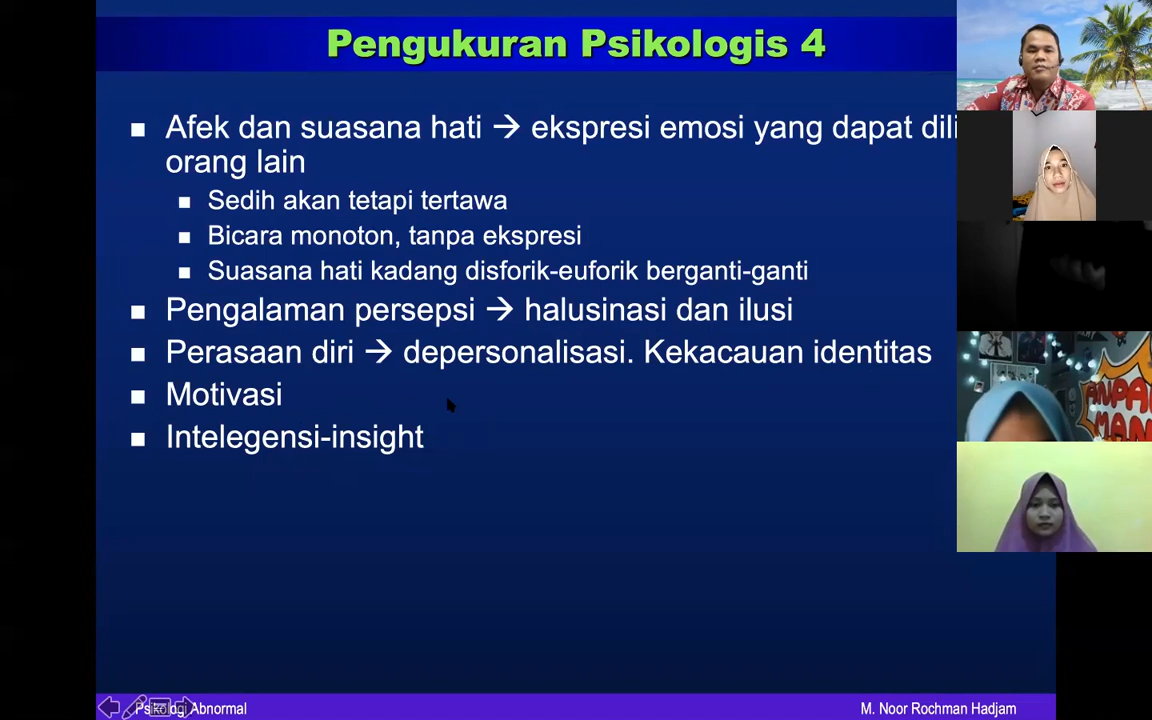 Pengukuran Psikologis 4
■ Afek dan suasana hati → ekspresi emosi yang dapat
orang lain
■ Sedih akan tetapi tertawa
■ Bicara monoton, tanpa ekspresi
■ Suasana hati kadang disforik-euforik berganti-ganti
■ Pengalaman persepsi → halusinasi dan ilusi
■ Perasaan diri → depersonalisasi. Kekacauan identitas
■ Motivasi
■ Intelegensi-insight
Psikologi Abnormal
M. Noor Rochman Hadjam